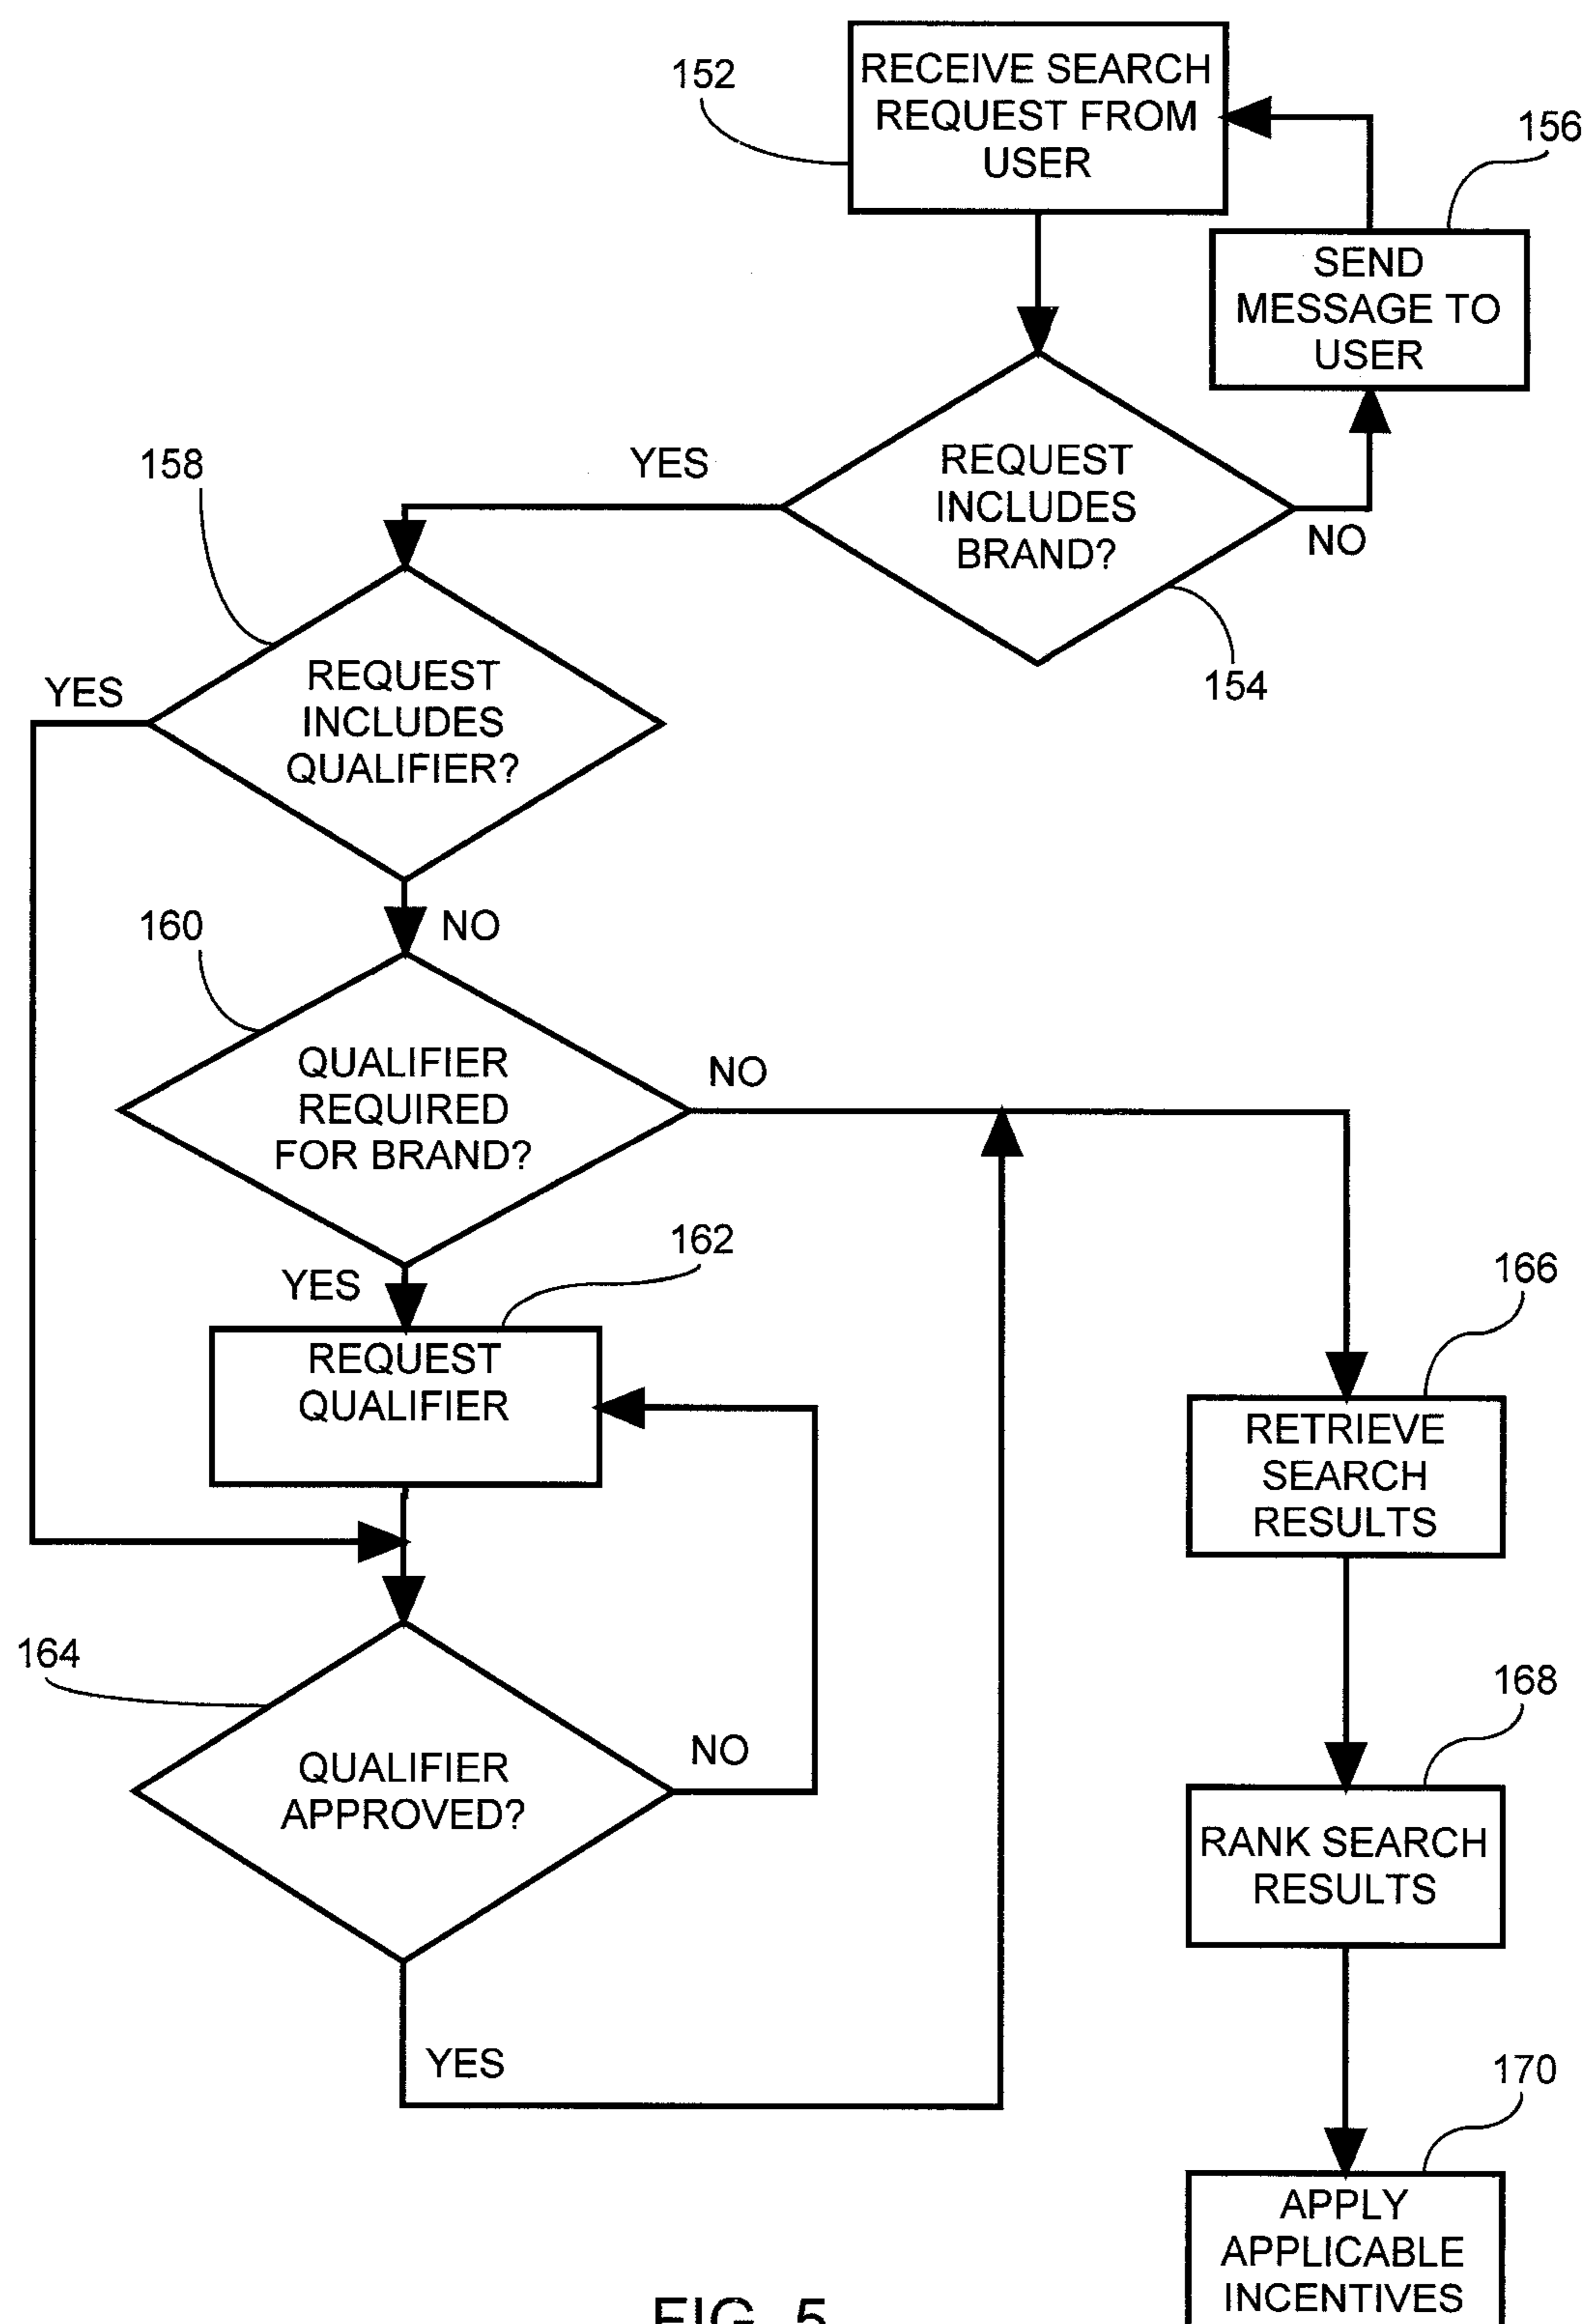 152
RECEIVE SEARCH
REQUEST FROM
USER
156
SEND
MESSAGE TO
USER
158
YES
REQUEST
INCLUDES
BRAND?
NO
154
YES
REQUEST
INCLUDES
QUALIFIER?
160
NO
QUALIFIER
REQUIRED
FOR BRAND?
NO
162
YES
REQUEST
QUALIFIER
166
RETRIEVE
SEARCH
RESULTS
164
QUALIFIER
APPROVED?
NO
168
RANK SEARCH
RESULTS
YES
170
APPLY
APPLICABLE
INCENTIVES
FIG. 5